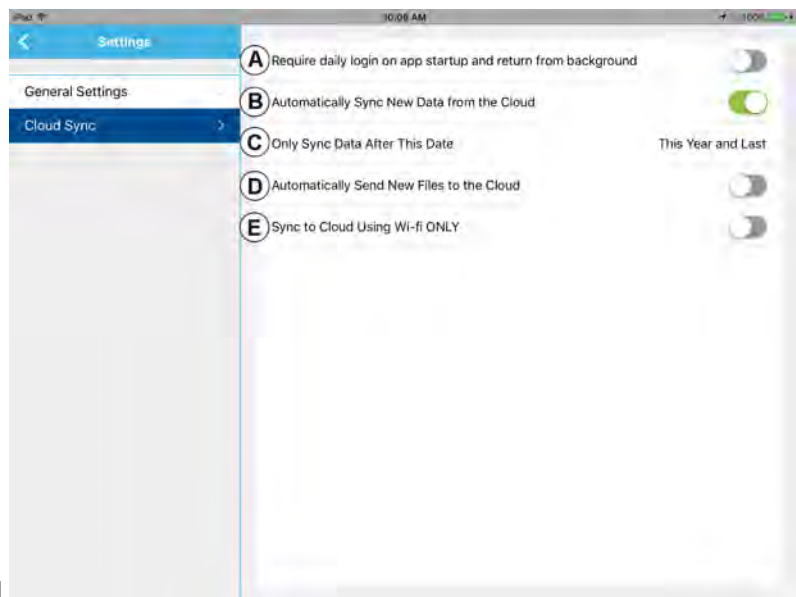 iPad
10:08 AM
100%
Settings
General Settings
Cloud Sync
A Require daily login on app startup and return from background
B Automatically Sync New Data from the Cloud
C Only Sync Data After This Date This Year and Last
D Automatically Send New Files to the Cloud
E Sync to Cloud Using Wi-fi ONLY